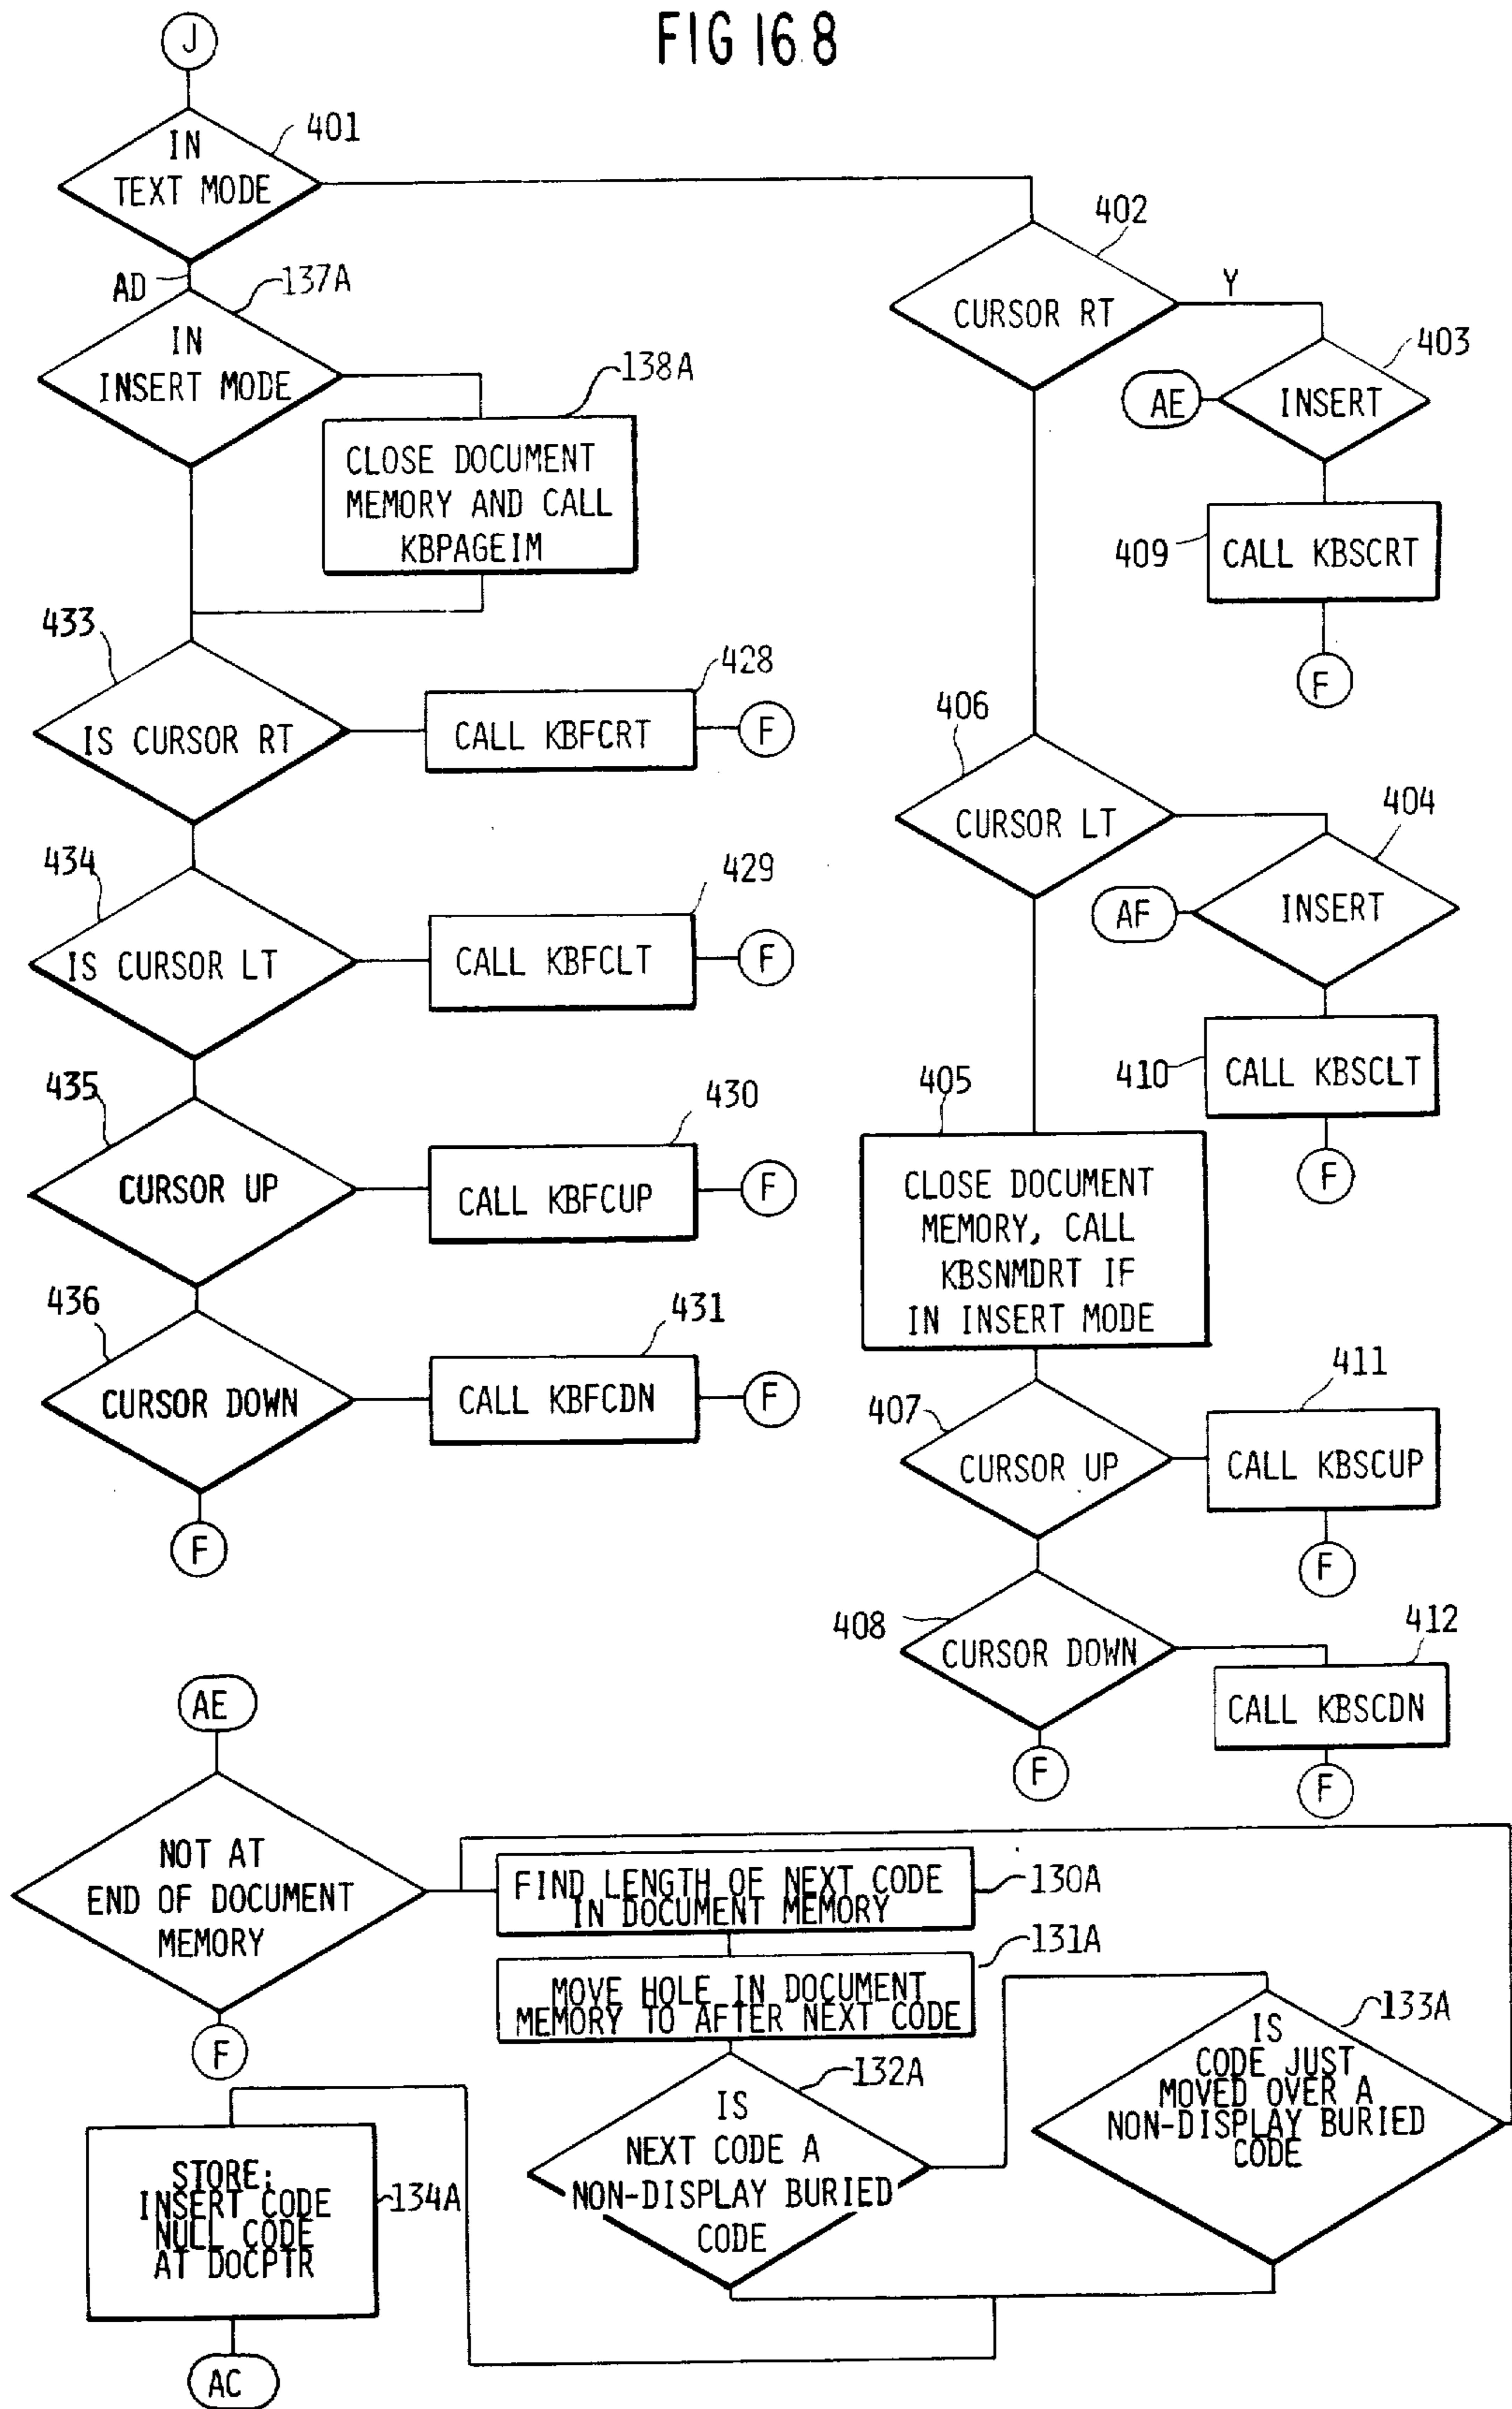 FIG 16.8
J
IN
TEXT MODE
401
AD
137A
IN
INSERT MODE
138A
CLOSE DOCUMENT
MEMORY AND CALL
KBPAGEIM
433
IS CURSOR RT
428
CALL KBFCRT
F
434
IS CURSOR LT
429
CALL KBFCLT
F
435
CURSOR UP
430
CALL KBFCUP
F
436
CURSOR DOWN
431
CALL KBFCDN
F
F
402
CURSOR RT
Y
403
INSERT
AE
409
CALL KBSCRT
F
406
CURSOR LT
404
INSERT
AF
410
CALL KBSCLT
F
405
CLOSE DOCUMENT
MEMORY, CALL
KBSNMDRT IF
IN INSERT MODE
407
CURSOR UP
411
CALL KBSCUP
F
408
CURSOR DOWN
412
CALL KBSCDN
F
F
AE
NOT AT
END OF DOCUMENT
MEMORY
F
FIND LENGTH OF NEXT CODE
IN DOCUMENT MEMORY
130A
MOVE HOLE IN DOCUMENT
MEMORY TO AFTER NEXT CODE
131A
132A
IS
NEXT CODE A
NON-DISPLAY BURIED
CODE
133A
IS
CODE JUST
MOVED OVER A
NON-DISPLAY BURIED
CODE
STORE:
INSERT CODE
NULL CODE
AT DOCPTR
134A
AC